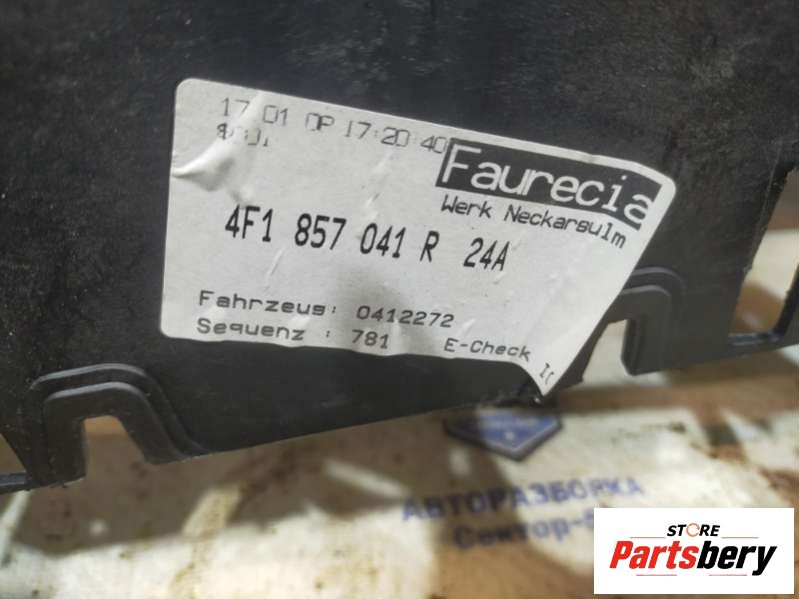 17.01 0P 17:20:40
Faurecia
Werk Neckarsulm
4F1 857 041 R 24A
Fahrzeug: 0412272
Sequenz : 781 E-Check
АВТОРАЗБОРКА
STORE
Partsbery